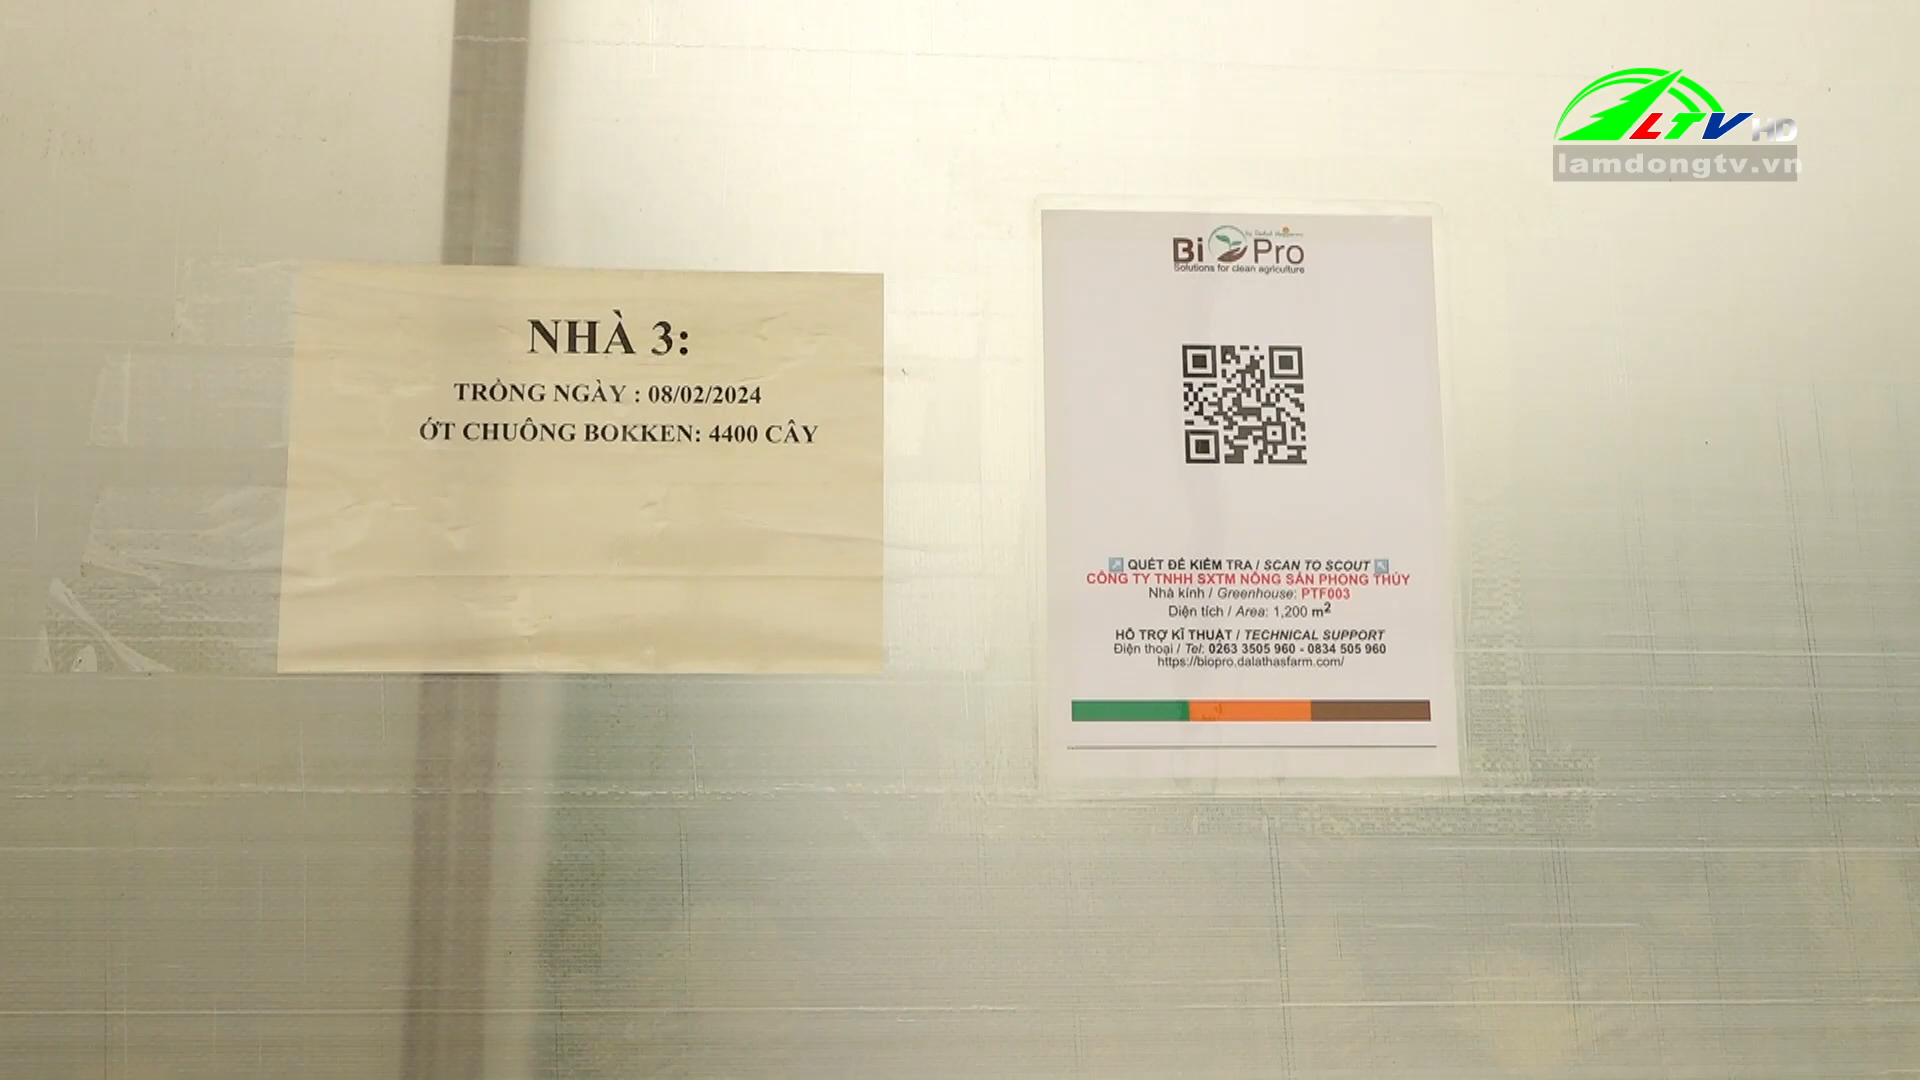 LTV HD
lamdongtv.vn
NHÀ 3:
TRỒNG NGÀY : 08/02/2024
ỚT CHUÔNG BOKKEN: 4400 CÂY
BiPro
Solutions for clean agriculture
QUÉT ĐỂ KIỂM TRA / SCAN TO SCOUT
CÔNG TY TNHH SXTM NÔNG SẢN PHONG THỦY
Nhà kính / Greenhouse: PTF003
Diện tích / Area: 1,200 m²
HỖ TRỢ KĨ THUẬT / TECHNICAL SUPPORT
Điện thoại / Tel: 0263 3505 960 - 0834 505 960
https://biopro.dalathasfarm.com/